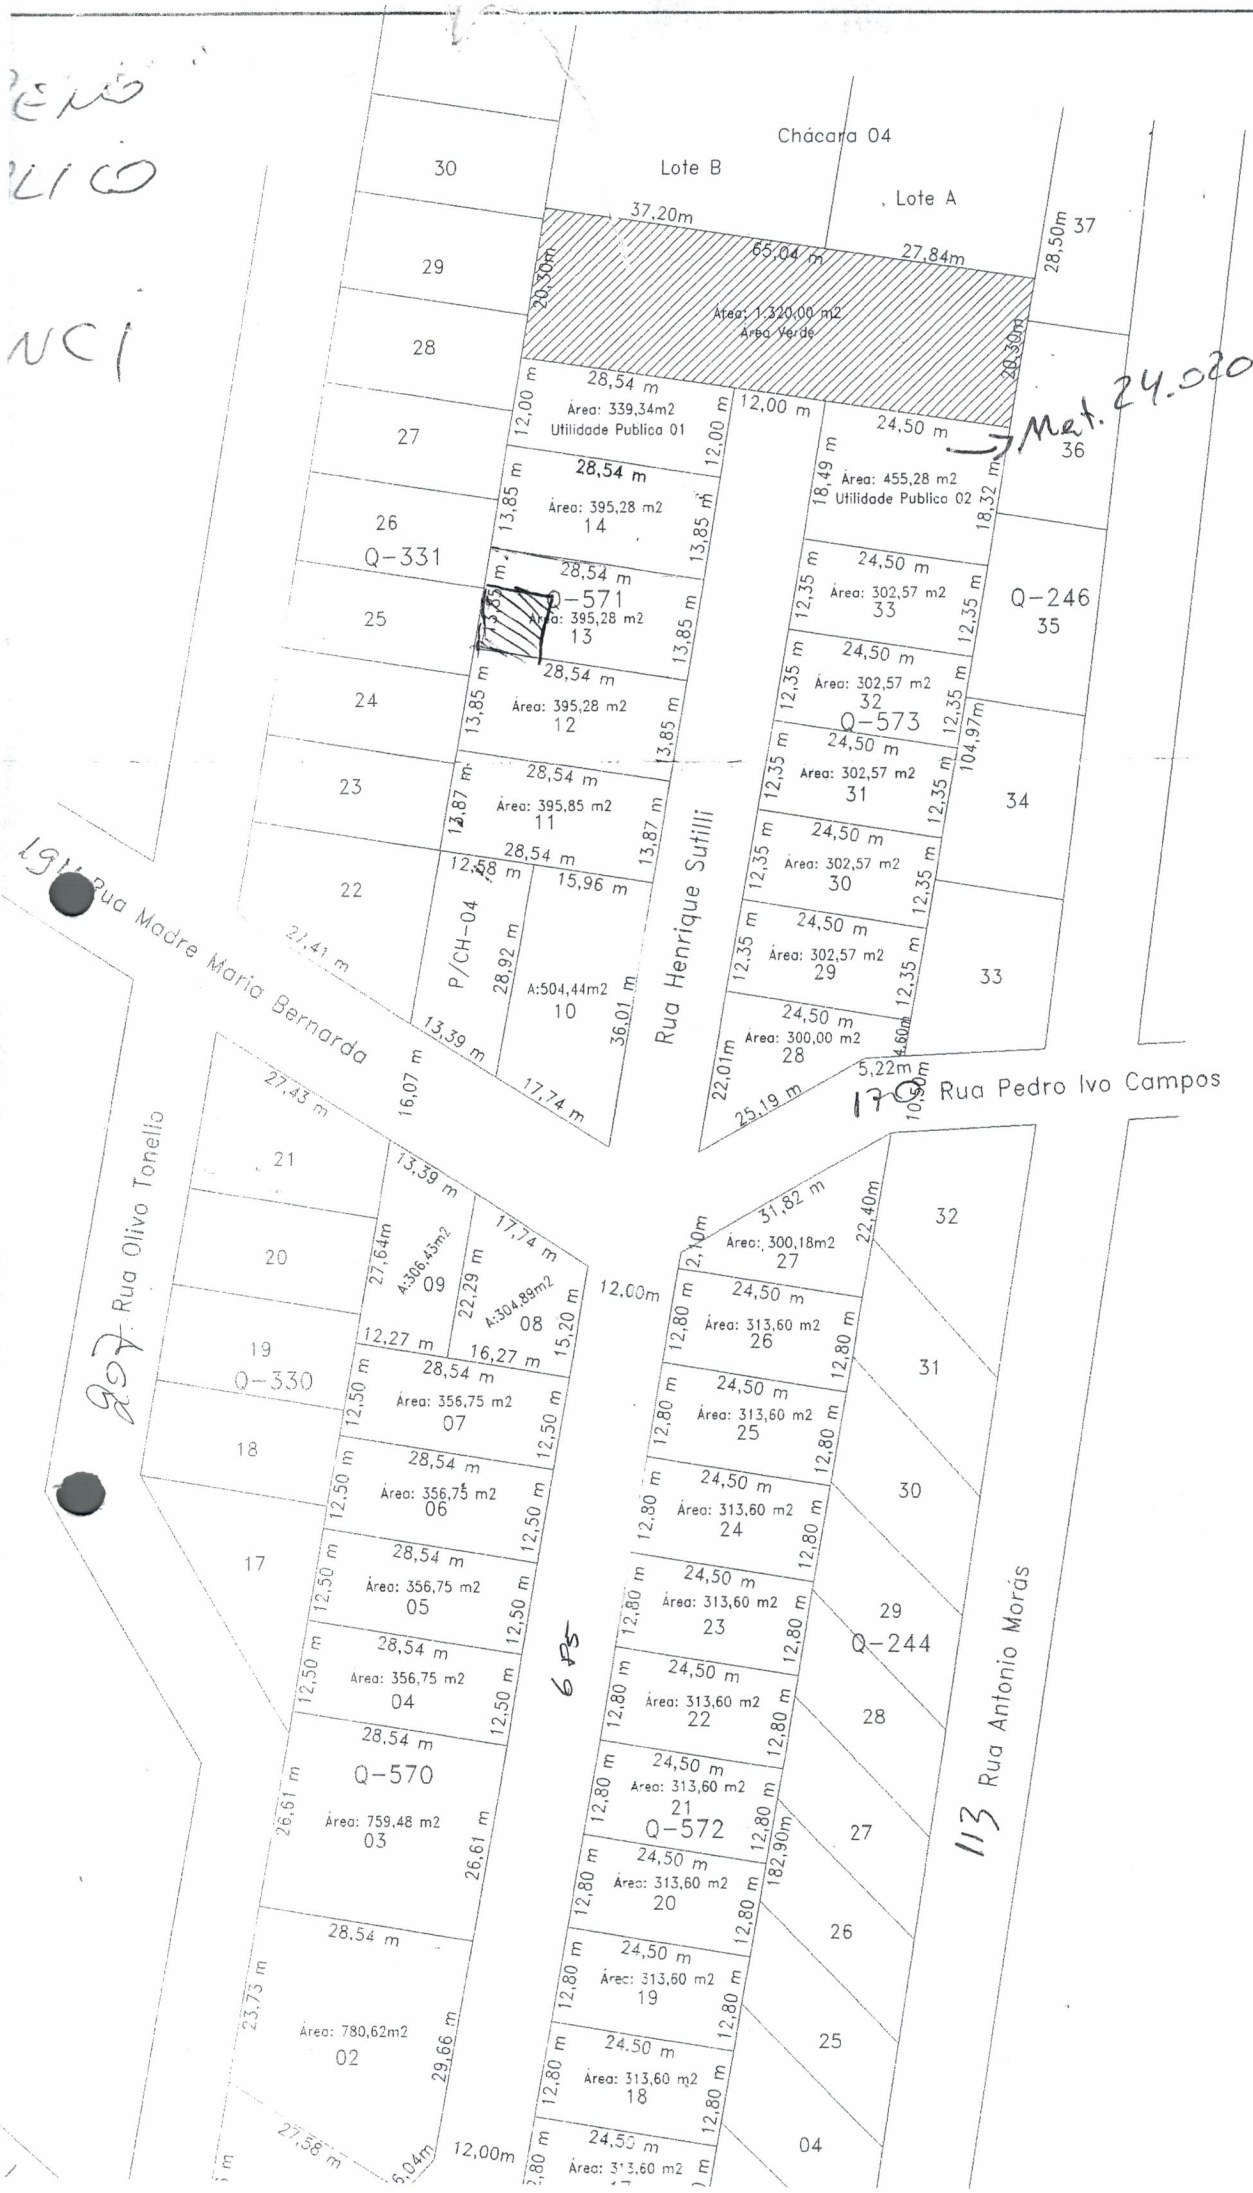 Chácara 04
Lote B
Lote A
37,20m
65,04 m
27,84m
28,50m
37
20,30m
Área: 1.320,00 m2
Área Verde
20,30m
Mat. 24.020
36
30
29
28
27
26
Q-331
25
24
23
22
28,54 m
12,00 m
Área: 339,34m2
Utilidade Publica 01
12,00 m
12,00 m
24,50 m
18,49 m
Área: 455,28 m2
Utilidade Publica 02
18,32 m
28,54 m
13,85 m
Área: 395,28 m2
14
13,85 m
28,54 m
13,85 m
Q-571
Área: 395,28 m2
13
13,85 m
28,54 m
13,85 m
Área: 395,28 m2
12
13,85 m
28,54 m
13,87 m
Área: 395,85 m2
11
13,87 m
28,54 m
12,58 m
15,96 m
P/CH-04
28,92 m
A:504,44m2
10
36,01 m
27,41 m
13,39 m
17,74 m
Rua Henrique Sutilli
24,50 m
12,35 m
Área: 302,57 m2
33
12,35 m
Q-246
35
24,50 m
12,35 m
Área: 302,57 m2
32
Q-573
12,35 m
104,97m
24,50 m
12,35 m
Area: 302,57 m2
31
12,35 m
34
24,50 m
12,35 m
Área: 302,57 m2
30
12,35 m
24,50 m
12,35 m
Área: 302,57 m2
29
12,35 m
33
24,50 m
Área: 300,00 m2
28
4,60m
22,01m
25,19 m
5,22m
10,50m
170 Rua Pedro Ivo Campos
Rua Madre Maria Bernarda
16,07 m
27,43 m
207 Rua Olivo Tonello
21
20
19
Q-330
18
17
13,39 m
17,74 m
27,64m
A:306,43m2
09
22,29 m
A:304,89m2
08
15,20 m
12,27 m
16,27 m
12,00m
28,54 m
12,50 m
Área: 356,75 m2
07
12,50 m
28,54 m
12,50 m
Área: 356,75 m2
06
12,50 m
28,54 m
12,50 m
Área: 356,75 m2
05
12,50 m
28,54 m
12,50 m
Área: 356,75 m2
04
12,50 m
28,54 m
Q-570
26,61 m
Área: 759,48 m2
03
26,61 m
28,54 m
23,73 m
Área: 780,62m2
02
29,66 m
27,58 m
6,04m
12,00m
31,82 m
22,40m
2,10m
Área: 300,18m2
27
32
24,50 m
12,80 m
Área: 313,60 m2
26
12,80 m
31
24,50 m
12,80 m
Área: 313,60 m2
25
12,80 m
30
24,50 m
12,80 m
Área: 313,60 m2
24
12,80 m
24,50 m
12,80 m
Área: 313,60 m2
23
12,80 m
29
Q-244
24,50 m
12,80 m
Área: 313,60 m2
22
12,80 m
28
24,50 m
12,80 m
Área: 313,60 m2
21
Q-572
12,80 m
182,90m
27
24,50 m
12,80 m
Área: 313,60 m2
20
12,80 m
26
24,50 m
12,80 m
Área: 313,60 m2
19
12,80 m
25
24,50 m
12,80 m
Área: 313,60 m2
18
12,80 m
04
24,50 m
2,80 m
Área: 313,60 m2
113 Rua Antonio Morás